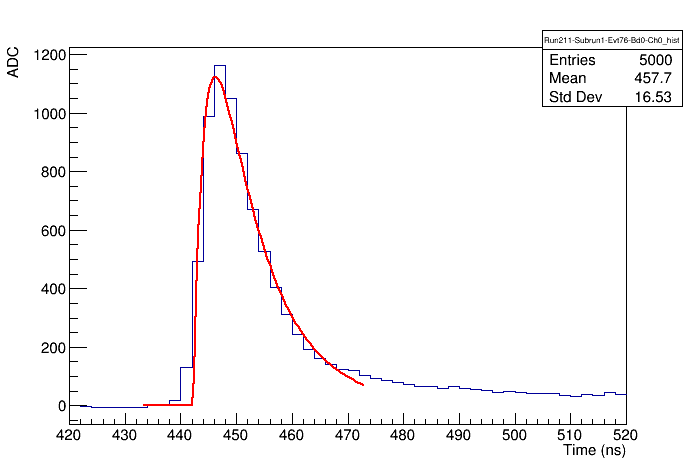 Run211-Subrun1-Evt76-Bd0-Ch0_hist
Entries 5000
Mean 457.7
Std Dev 16.53
ADC
1200
1000
800
600
400
200
0
420 430 440 450 460 470 480 490 500 510 520
Time (ns)